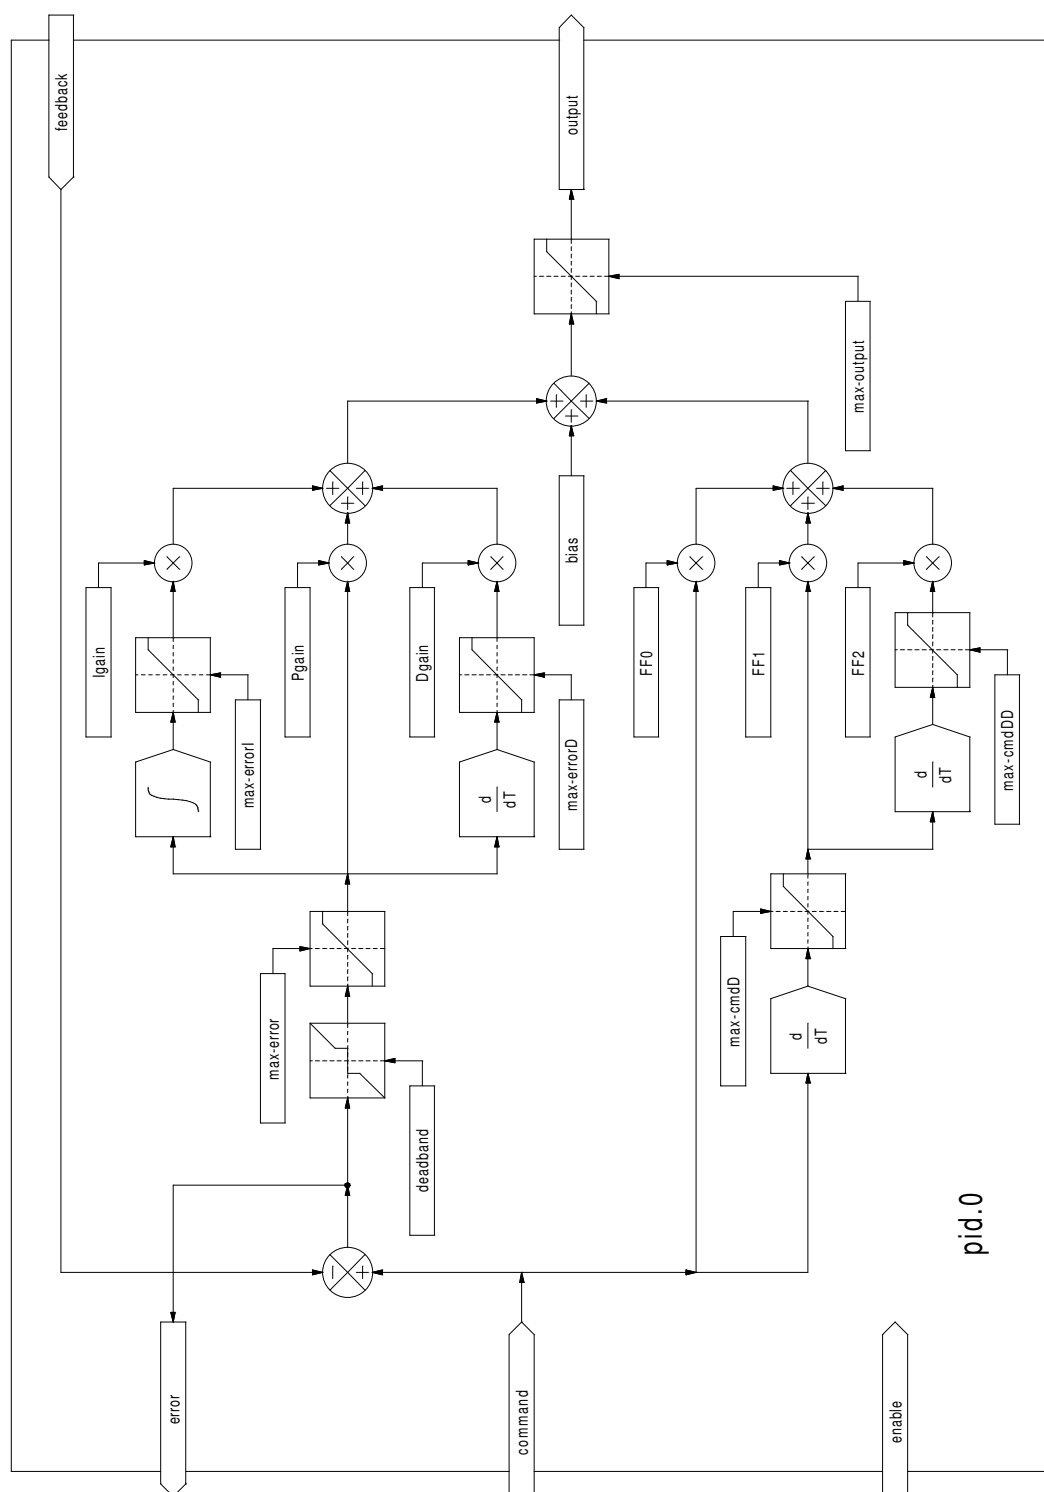 feedback
output
max-output
bias
Igain
Pgain
Dgain
FF0
FF1
FF2
max-errorI
max-errorD
max-cmdDD
∫
d
dT
d
dT
max-error
max-cmdD
d
dT
deadband
pid.0
error
command
enable